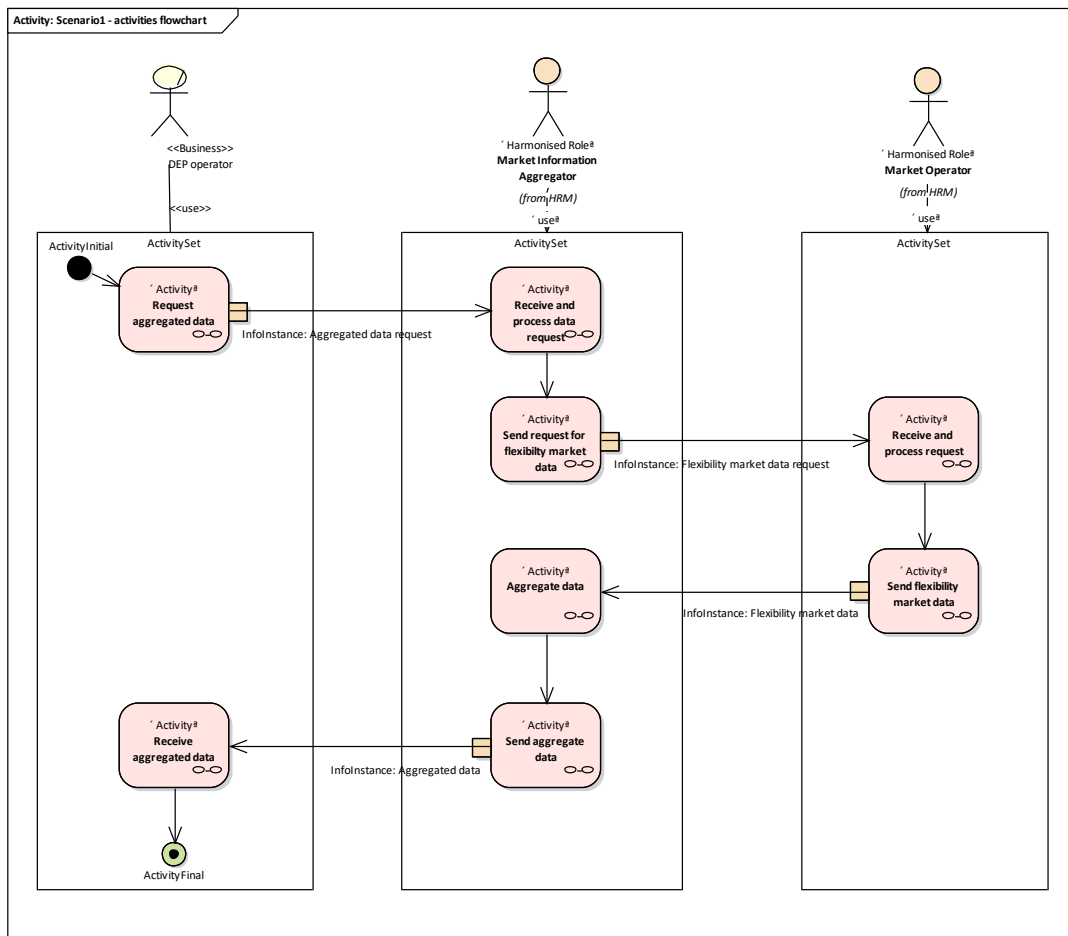 Activity: Scenario1 - activities flowchart
<<Business>>
DEP operator
<<use>>
´ Harmonised Roleª
Market Information
Aggregator
(from HRM)
´ useª
´ Harmonised Roleª
Market Operator
(from HRM)
´ useª
ActivitySet
ActivitySet
ActivitySet
ActivityInitial
´ Activityª
Request
aggregated data
InfoInstance: Aggregated data request
´ Activityª
Receive and
process data
request
´ Activityª
Send request for
flexibilty market
data
InfoInstance: Flexibility market data request
´ Activityª
Receive and
process request
´ Activityª
Send flexibility
market data
InfoInstance: Flexibility market data
´ Activityª
Aggregate data
´ Activityª
Send aggregate
data
InfoInstance: Aggregated data
´ Activityª
Receive
aggregated data
ActivityFinal